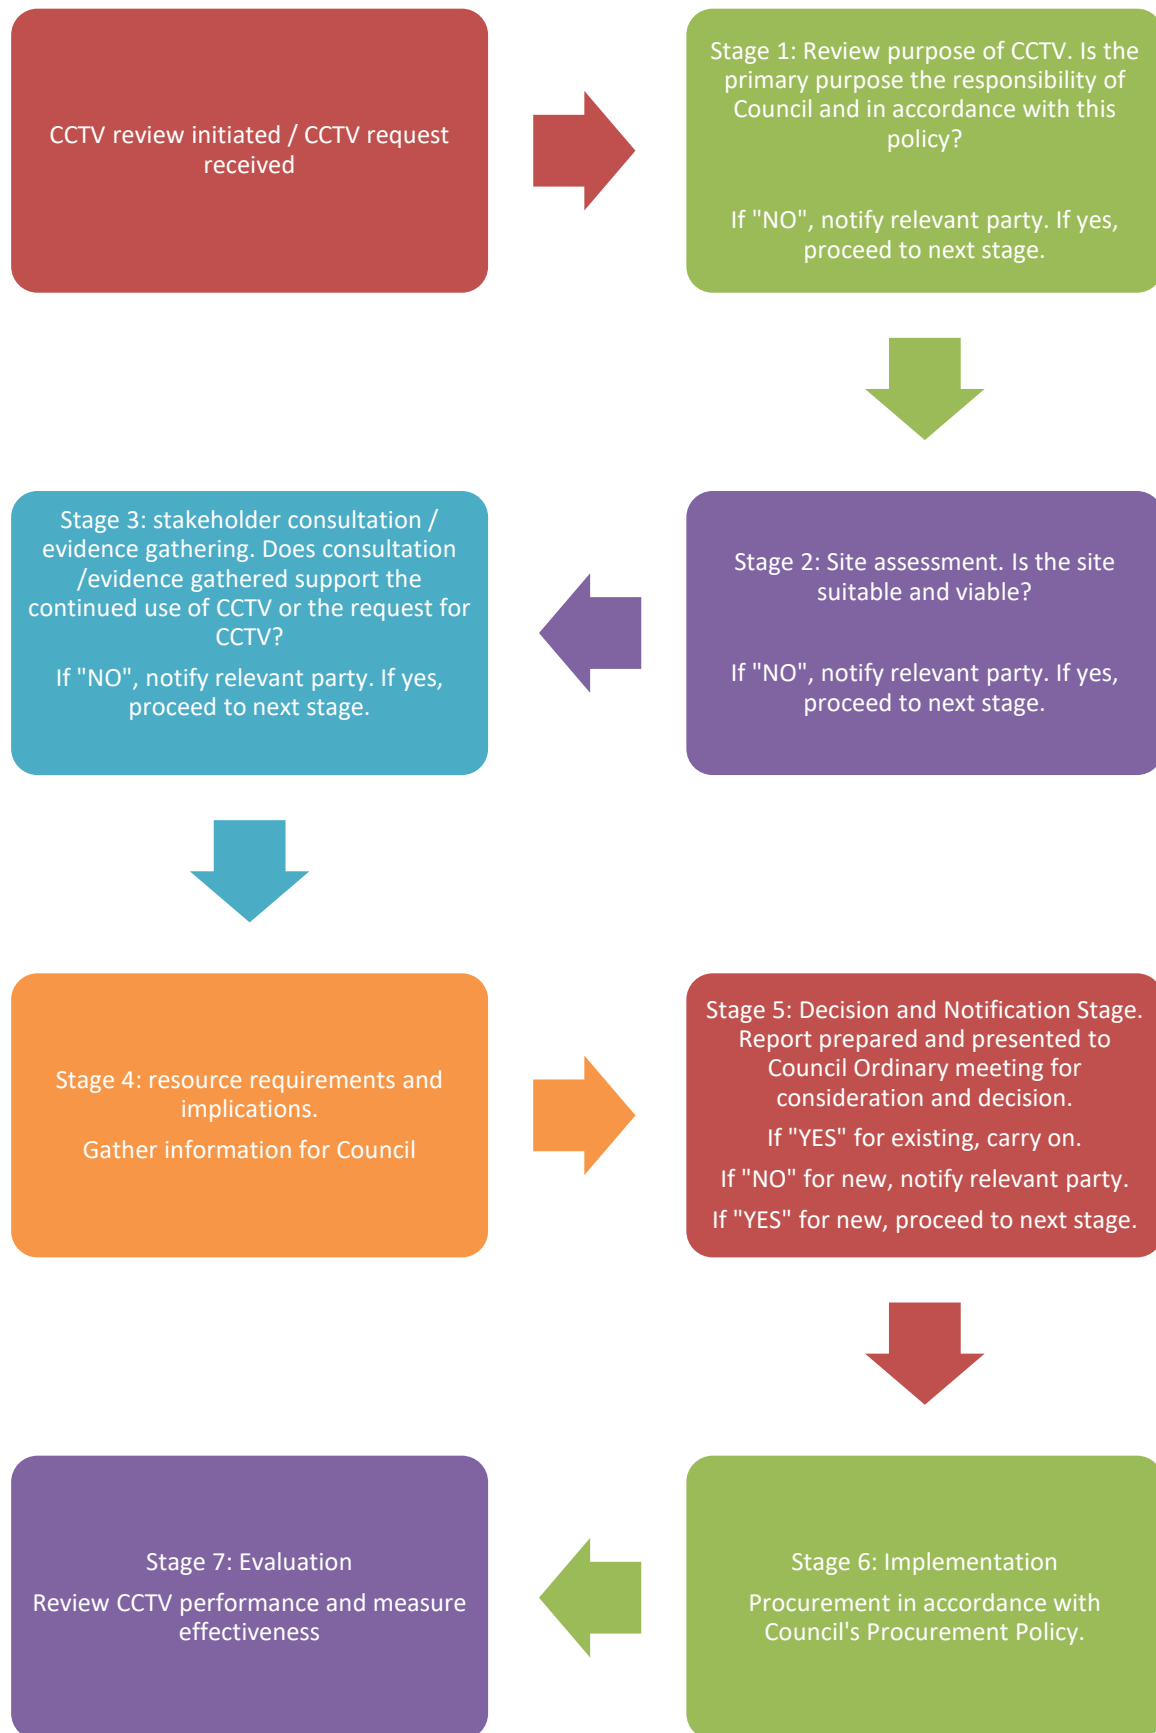 CCTV review initiated / CCTV request
received
Stage 1: Review purpose of CCTV. Is the
primary purpose the responsibility of
Council and in accordance with this
policy?
If "NO", notify relevant party. If yes,
proceed to next stage.
Stage 2: Site assessment. Is the site
suitable and viable?
If "NO", notify relevant party. If yes,
proceed to next stage.
Stage 3: stakeholder consultation /
evidence gathering. Does consultation
/evidence gathered support the
continued use of CCTV or the request for
CCTV?
If "NO", notify relevant party. If yes,
proceed to next stage.
Stage 4: resource requirements and
implications.
Gather information for Council
Stage 5: Decision and Notification Stage.
Report prepared and presented to
Council Ordinary meeting for
consideration and decision.
If "YES" for existing, carry on.
If "NO" for new, notify relevant party.
If "YES" for new, proceed to next stage.
Stage 6: Implementation
Procurement in accordance with
Council's Procurement Policy.
Stage 7: Evaluation
Review CCTV performance and measure
effectiveness